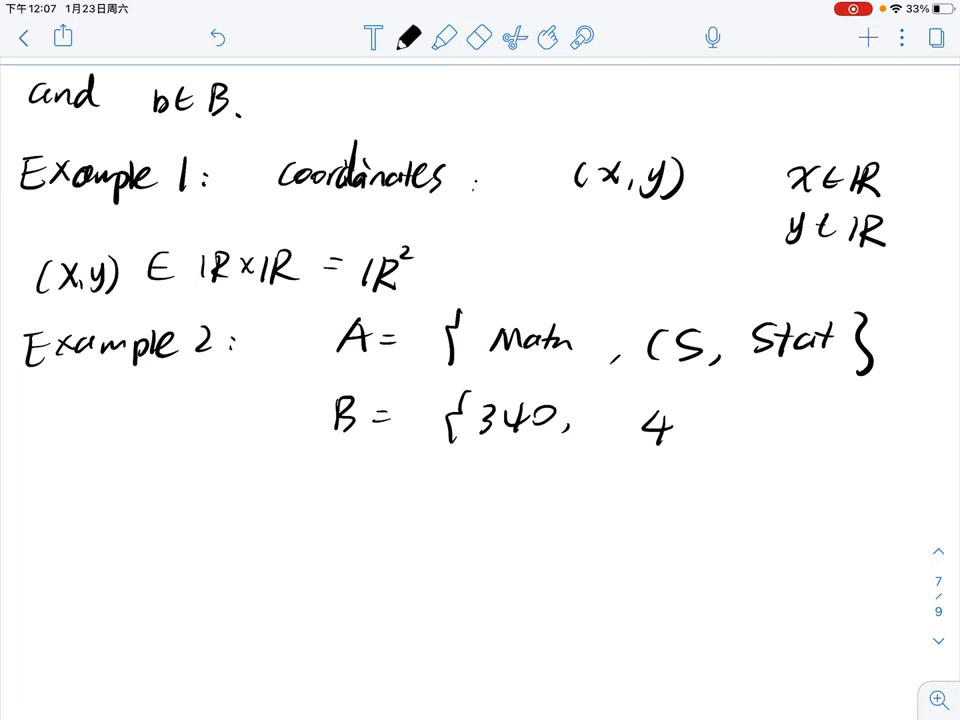 下午12:07 1月23日周六 33%
and b∈B.
Example 1: coordinates: (x,y) x∈ℝ
y∈ℝ
(x,y) ∈ ℝ×ℝ = ℝ²
Example 2: A = { Math, CS, Stat}
B = {340, 4
7
/
9